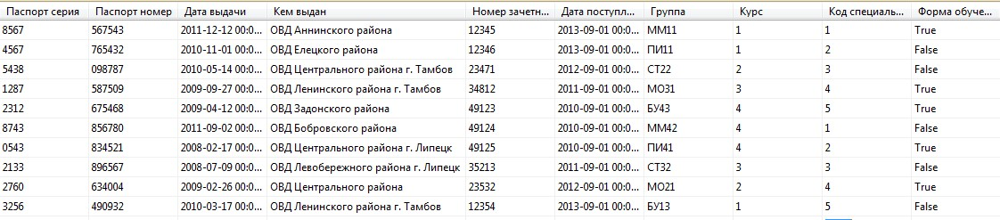 Паспорт серия Паспорт номер Дата выдачи Кем выдан Номер зачетн... Дата поступл... Группа Курс Код специаль... Форма обуче...
8567 567543 2011-12-12 00:0... ОВД Аннинского района 12345 2013-09-01 00:0... ММ11 1 1 True
4567 765432 2010-11-01 00:0... ОВД Елецкого района 12346 2013-09-01 00:0... ПИ11 1 2 False
5438 098787 2010-05-14 00:0... ОВД Центрального района г. Тамбов 23471 2012-09-01 00:0... СТ22 2 3 False
1287 587509 2009-09-27 00:0... ОВД Ленинского района г. Тамбов 34812 2011-09-01 00:0... МО31 3 4 True
2312 675468 2009-04-12 00:0... ОВД Задонского района 49123 2010-09-01 00:0... БУ43 4 5 True
8743 856780 2011-09-02 00:0... ОВД Бобровского района 49124 2010-09-01 00:0... ММ42 4 1 False
0543 834521 2008-02-17 00:0... ОВД Центрального района г. Липецк 49125 2010-09-01 00:0... ПИ41 4 2 True
2133 896567 2008-07-09 00:0... ОВД Левобережного района г. Липецк 35213 2011-09-01 00:0... СТ32 3 3 False
2760 634004 2009-02-26 00:0... ОВД Центрального района 23532 2012-09-01 00:0... МО21 2 4 True
3256 490932 2010-03-17 00:0... ОВД Ленинского района г. Тамбов 12354 2013-09-01 00:0... БУ13 1 5 False